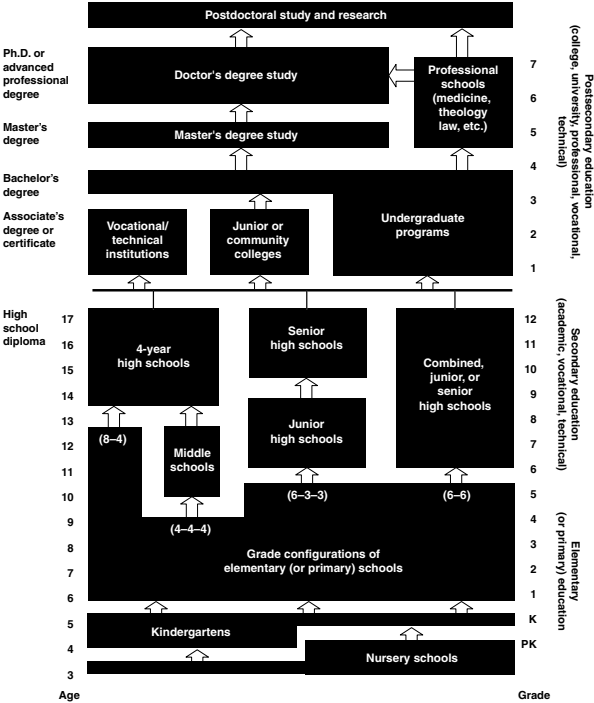 Postdoctoral study and research
Ph.D. or
advanced
professional
degree
Doctor's degree study
Professional
schools
(medicine,
theology
law, etc.)
7
6
Master's
degree
Master's degree study
5
4
Bachelor's
degree
3
Associate's
degree or
certificate
Vocational/
technical
institutions
Junior or
community
colleges
Undergraduate
programs
2
1
Postsecondary education
(college, university, professional, vocational,
technical)
High
school
diploma
17
16
15
14
13
12
11
10
9
8
7
6
5
4
3
Age
4-year
high schools
Senior
high schools
Combined,
junior, or
senior
high schools
Junior
high schools
(8–4)
Middle
schools
(4–4–4)
(6–3–3)
(6–6)
Grade configurations of
elementary (or primary) schools
Kindergartens
Nursery schools
12
11
10
9
8
7
6
5
4
3
2
1
K
PK
Grade
Secondary education
(academic, vocational, technical)
Elementary
(or primary) education